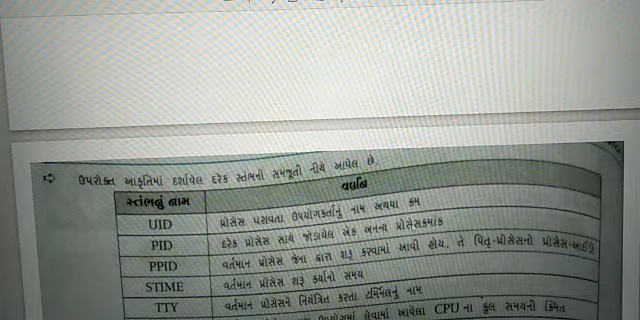 ઉપરોક્ત આકૃતિમાં દર્શાવેલ દરેક સ્તંભની સમજૂતી નીચે આપેલ છે.
સ્તંભનું નામ વર્ણન
UID પ્રોસેસ ધરાવતા ઉપયોગકર્તાનું નામ અથવા ક્રમ
PID દરેક પ્રોસેસ સાથે જોડાયેલ એક અનન્ય પ્રોસેસક્રમાંક
PPID વર્તમાન પ્રોસેસ જેના દ્વારા શરૂ કરવામાં આવી હોય, તે પિતૃ-પ્રોસેસનો પ્રોસેસ-આઈડી
STIME વર્તમાન પ્રોસેસ શરૂ કર્યાનો સમય
TTY વર્તમાન પ્રોસેસને નિયંત્રિત કરતા ટર્મિનલનું નામ
ઉપયોગમાં લેવામાં આવેલા CPU ના કુલ સમયની કિંમત